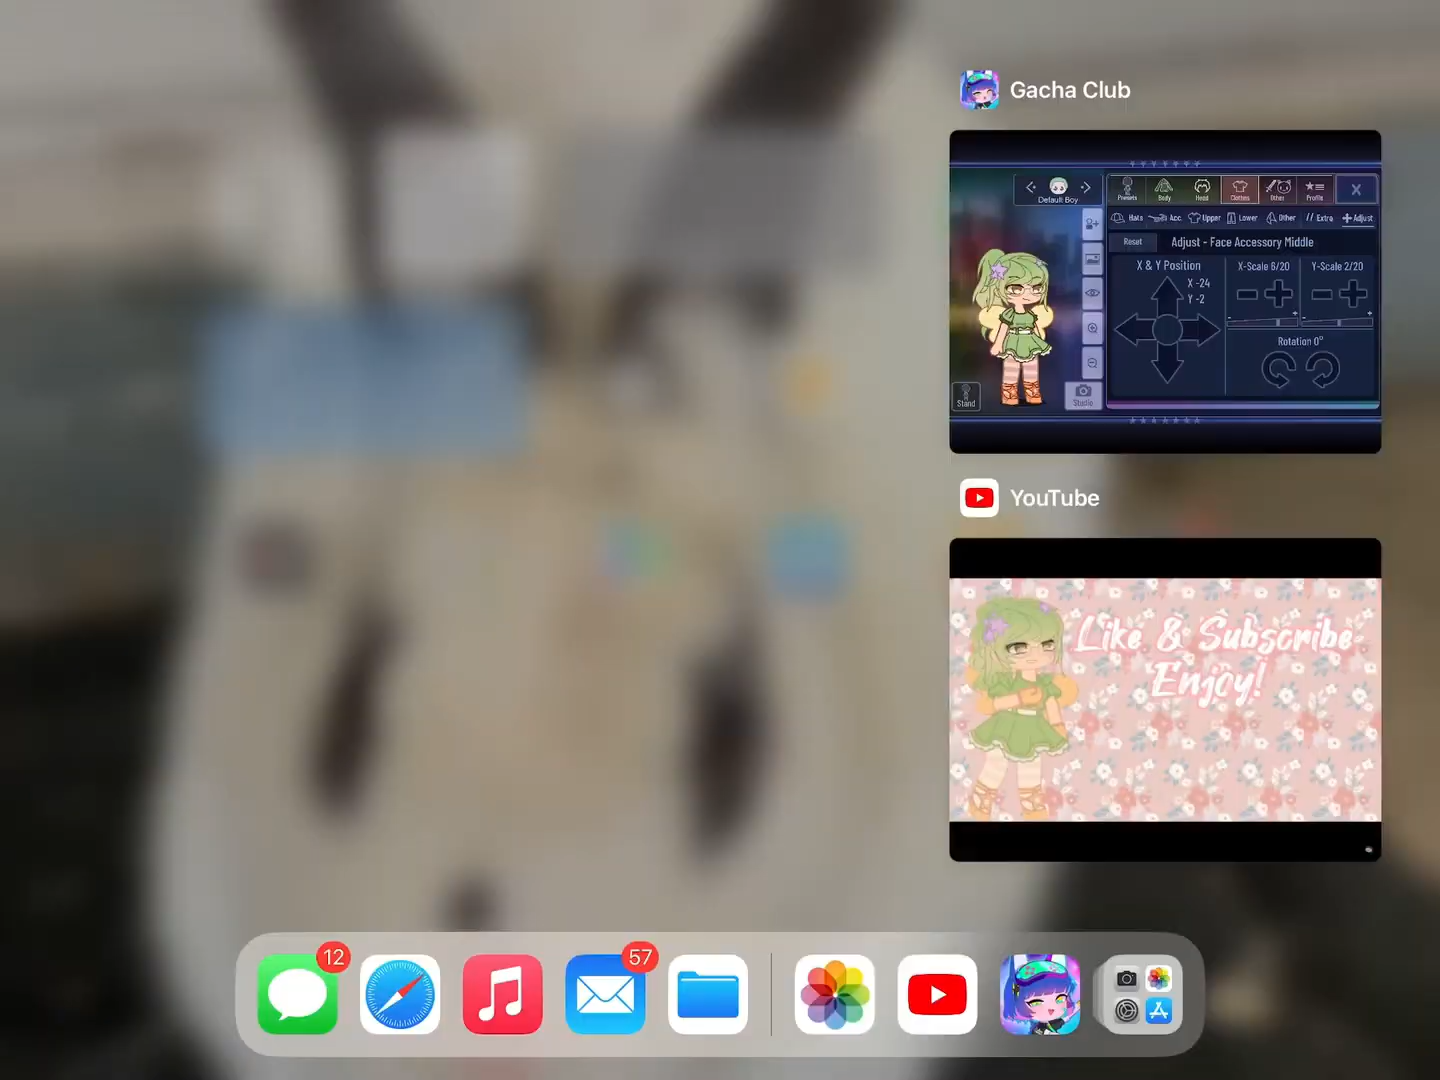 Gacha Club
Default Boy
Presets
Body
Head
Clothes
Other
Profile
X
Hats
Acc.
Upper
Lower
Other
Extra
Adjust
Reset
Adjust - Face Accessory Middle
X & Y Position
X -24
Y -2
X-Scale 6/20
Y-Scale 2/20
Rotation 0°
Stand
Studio
YouTube
Like & Subscribe
Enjoy!
12
57